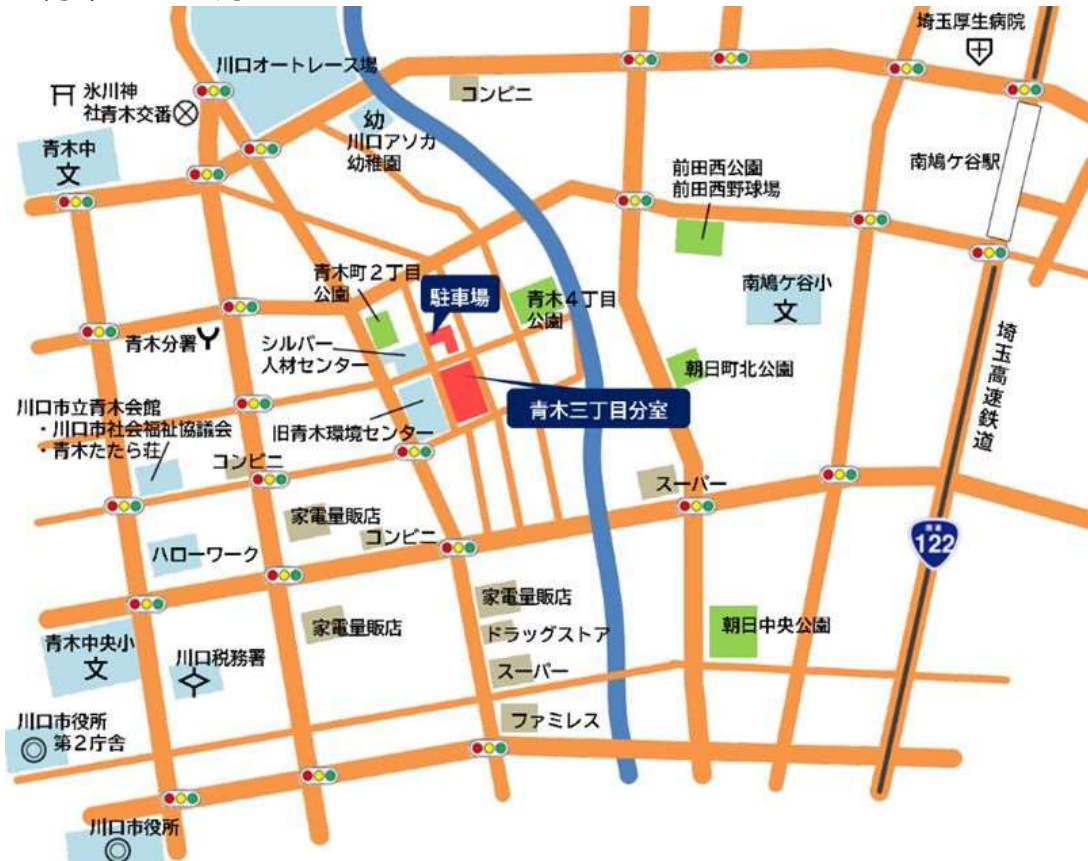 埼玉厚生病院
川口オートレース場
コンビニ
氷川神
社青木交番
幼
川口アソカ
幼稚園
青木中
文
南鳩ケ谷駅
前田西公園
前田西野球場
青木町2丁目
公園
駐車場
青木4丁目
公園
南鳩ケ谷小
文
青木分署
シルバー
人材センター
朝日町北公園
埼玉高速鉄道
川口市立青木会館
・川口市社会福祉協議会
・青木たたら荘
旧青木環境センター
青木三丁目分室
コンビニ
スーパー
家電量販店
コンビニ
ハローワーク
122
家電量販店
家電量販店
ドラッグストア
朝日中央公園
青木中央小
文
川口税務署
スーパー
川口市役所
第2庁舎
ファミレス
川口市役所